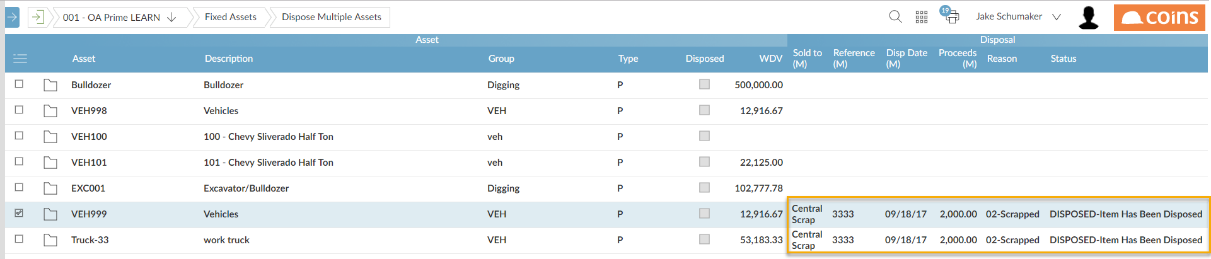 001 - OA Prime LEARN Fixed Assets Dispose Multiple Assets 19 Jake Schumaker coins
Asset Disposal
Asset Description Group Type Disposed WDV Sold to (M) Reference (M) Disp Date (M) Proceeds (M) Reason Status
Bulldozer Bulldozer Digging P 500,000.00
VEH998 Vehicles VEH P 12,916.67
VEH100 100 - Chevy Sliverado Half Ton veh P
VEH101 101 - Chevy Sliverado Half Ton veh P 22,125.00
EXC001 Excavator/Bulldozer Digging P 102,777.78
VEH999 Vehicles VEH P 12,916.67 Central Scrap 3333 09/18/17 2,000.00 02-Scrapped DISPOSED-Item Has Been Disposed
Truck-33 work truck VEH P 53,183.33 Central Scrap 3333 09/18/17 2,000.00 02-Scrapped DISPOSED-Item Has Been Disposed